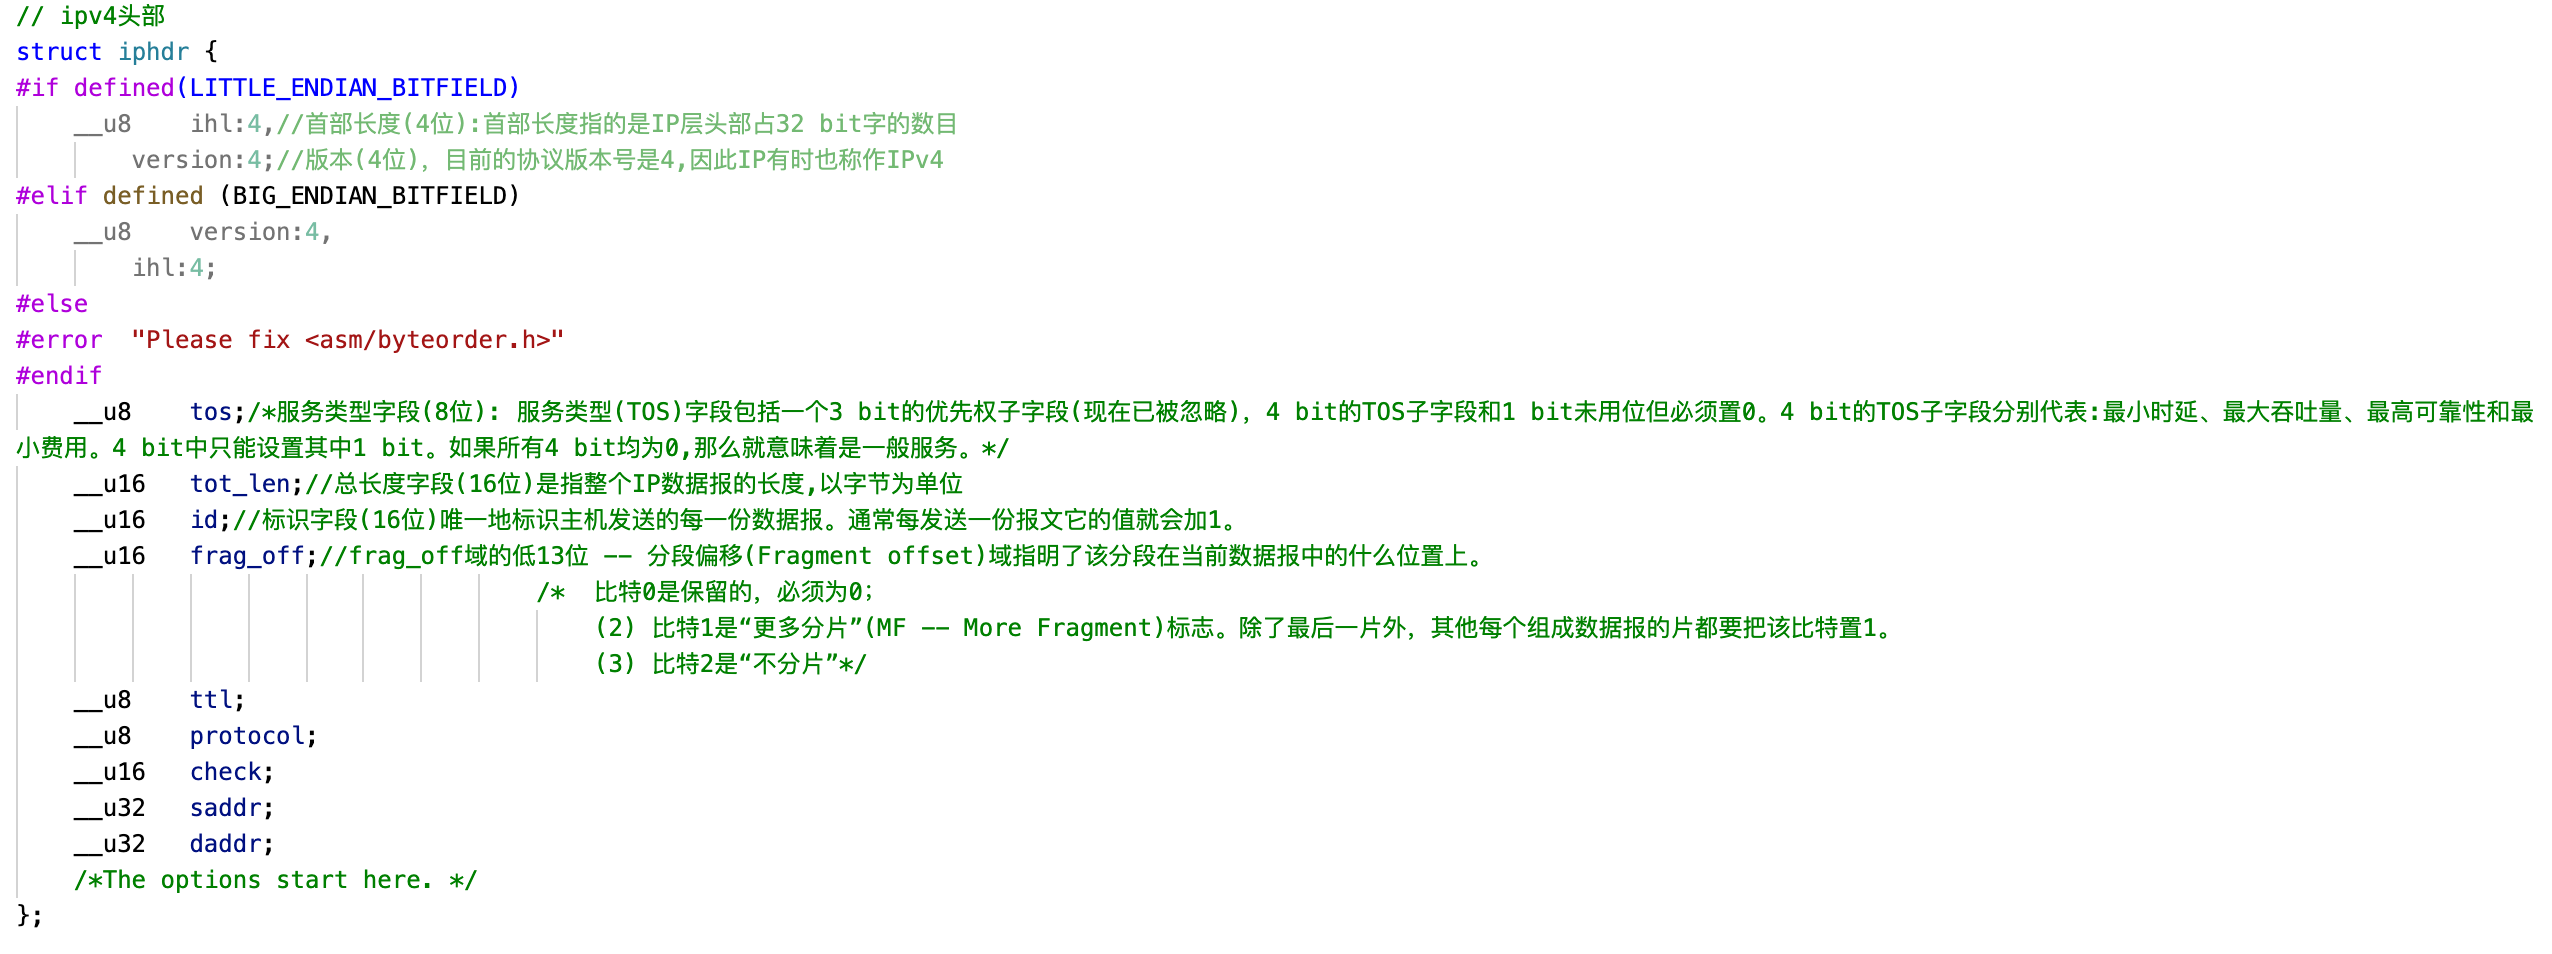 // ipv4头部
struct iphdr {
#if defined(LITTLE_ENDIAN_BITFIELD)
    __u8    ihl:4,//首部长度(4位):首部长度指的是IP层头部占32 bit字的数目
        version:4;//版本(4位)，目前的协议版本号是4,因此IP有时也称作IPv4
#elif defined (BIG_ENDIAN_BITFIELD)
    __u8    version:4,
        ihl:4;
#else
#error  "Please fix <asm/byteorder.h>"
#endif
    __u8    tos;/*服务类型字段(8位): 服务类型(TOS)字段包括一个3 bit的优先权子字段(现在已被忽略)，4 bit的TOS子字段和1 bit未用位但必须置0。4 bit的TOS子字段分别代表:最小时延、最大吞吐量、最高可靠性和最
小费用。4 bit中只能设置其中1 bit。如果所有4 bit均为0,那么就意味着是一般服务。*/
    __u16   tot_len;//总长度字段(16位)是指整个IP数据报的长度,以字节为单位
    __u16   id;//标识字段(16位)唯一地标识主机发送的每一份数据报。通常每发送一份报文它的值就会加1。
    __u16   frag_off;//frag_off域的低13位 -- 分段偏移(Fragment offset)域指明了该分段在当前数据报中的什么位置上。
                                    /*  比特0是保留的，必须为0；
                                        (2) 比特1是“更多分片”(MF -- More Fragment)标志。除了最后一片外，其他每个组成数据报的片都要把该比特置1。
                                        (3) 比特2是“不分片”*/
    __u8    ttl;
    __u8    protocol;
    __u16   check;
    __u32   saddr;
    __u32   daddr;
    /*The options start here. */
};